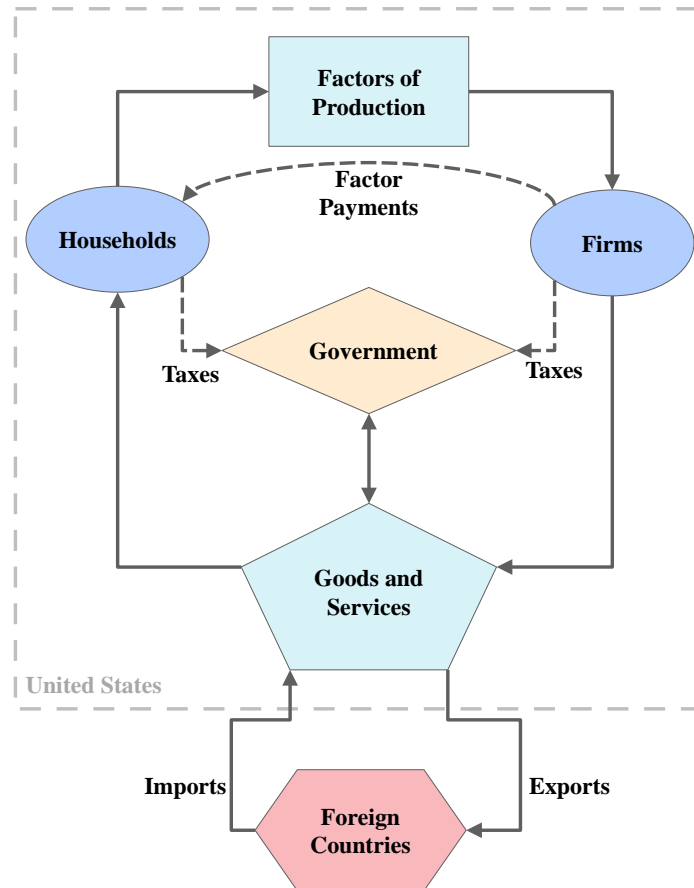 Factors of
Production
Factor
Payments
Households
Firms
Government
Taxes
Taxes
Goods and
Services
United States
Imports
Exports
Foreign
Countries